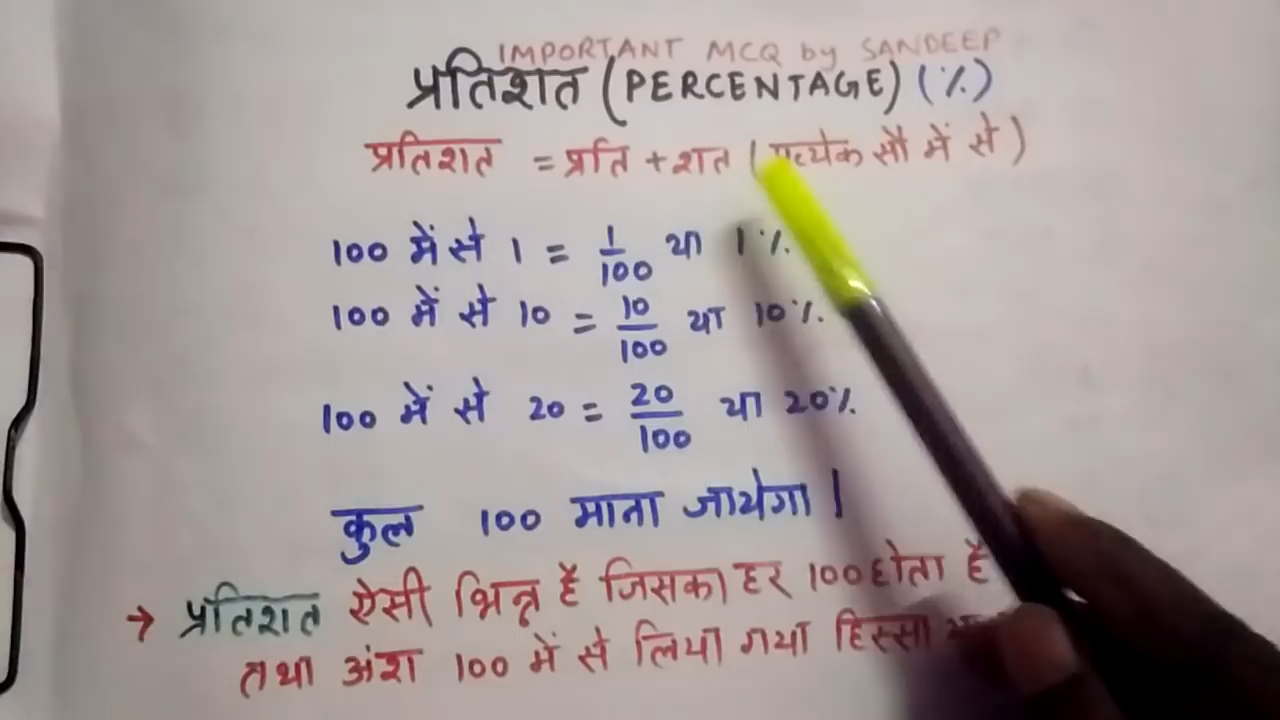 IMPORTANT MCQ by SANDEEP
प्रतिशत (PERCENTAGE) (%)
प्रतिशत = प्रति + शत (प्रत्येक सौ में से)
100 में से 1 = 1/100 या 1%
100 में से 10 = 10/100 या 10%
100 में से 20 = 20/100 या 20%
कुल 100 माना जायेगा।
→ प्रतिशत ऐसी भिन्न है जिसका हर 100 होता है
तथा अंश 100 में से लिया गया हिस्सा